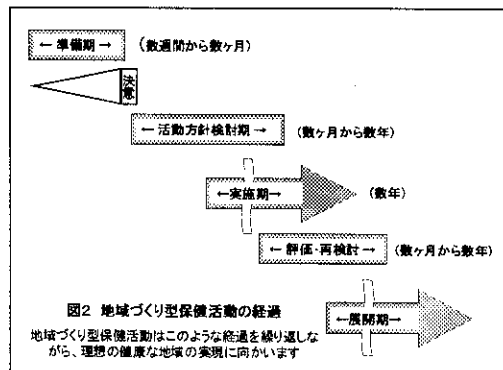 ← 準備期 → (数週間から数ヶ月)
決意
← 活動方針検討期 → (数ヶ月から数年)
←実施期→ (数年)
← 評価・再検討 → (数ヶ月から数年)
←展開期→
図2 地域づくり型保健活動の経過
地域づくり型保健活動はこのような経過を繰り返しな
がら、理想の健康な地域の実現に向かいます